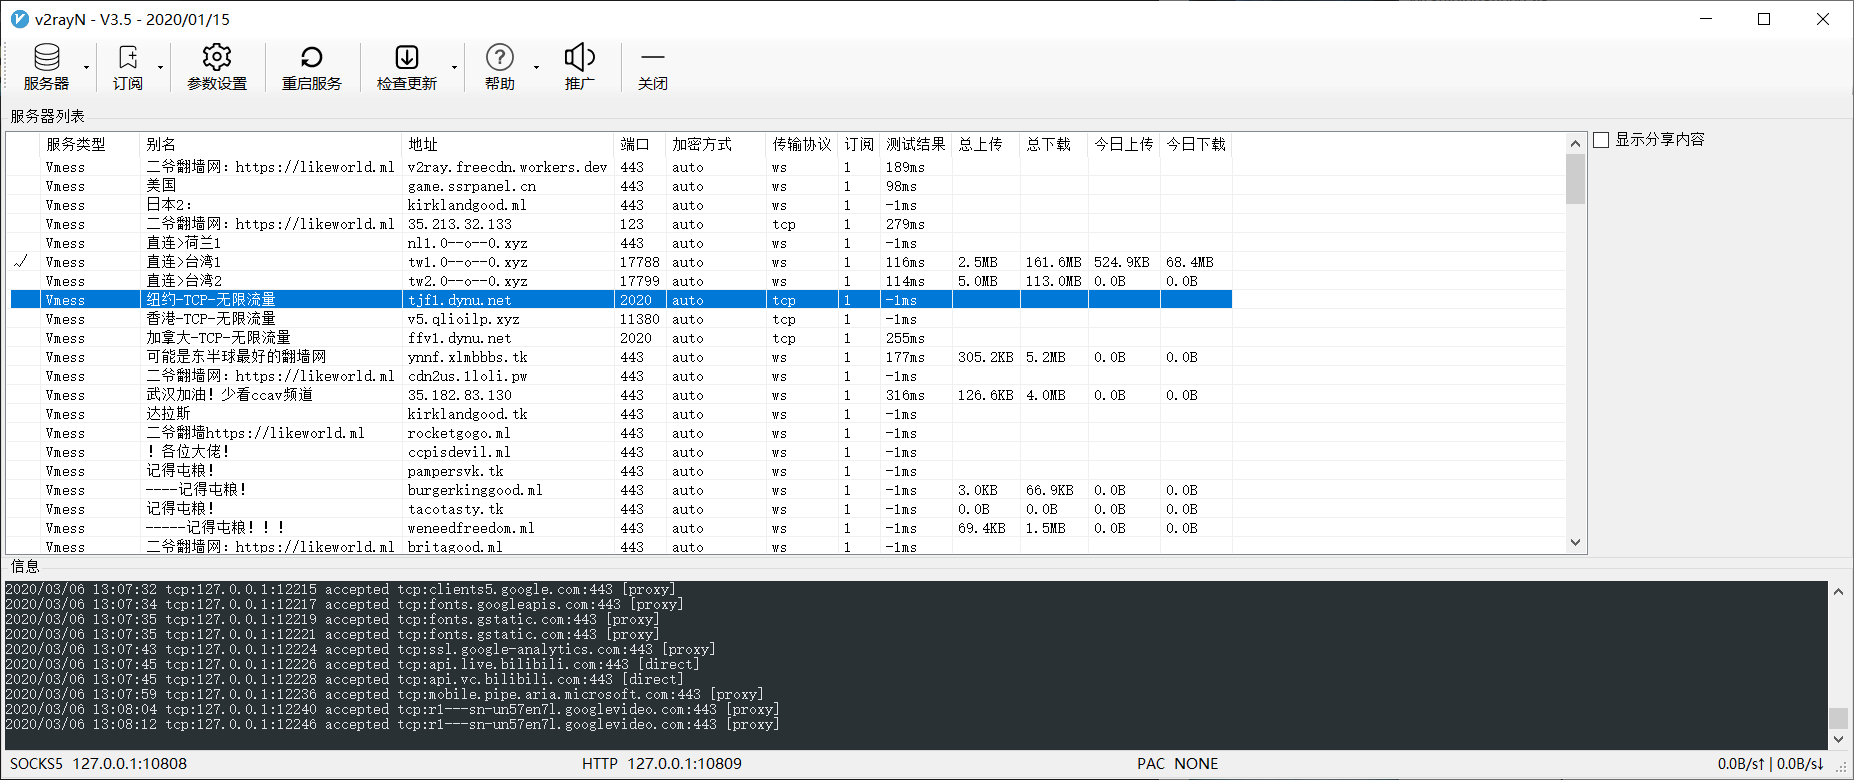 v2rayN - V3.5 - 2020/01/15
服务器 订阅 参数设置 重启服务 检查更新 帮助 推广 关闭
服务器列表
服务类型 别名 地址 端口 加密方式 传输协议 订阅 测试结果 总上传 总下载 今日上传 今日下载
显示分享内容
Vmess 二爷翻墙网：https://likeworld.ml v2ray.freecdn.workers.dev 443 auto ws 1 189ms
Vmess 美国 game.ssrpanel.cn 443 auto ws 1 98ms
Vmess 日本2： kirklandgood.ml 443 auto ws 1 -1ms
Vmess 二爷翻墙网：https://likeworld.ml 35.213.32.133 123 auto tcp 1 279ms
Vmess 直连>荷兰1 nl1.0--o--0.xyz 443 auto ws 1 -1ms
Vmess 直连>台湾1 tw1.0--o--0.xyz 17788 auto ws 1 116ms 2.5MB 161.6MB 524.9KB 68.4MB
Vmess 直连>台湾2 tw2.0--o--0.xyz 17799 auto ws 1 114ms 5.0MB 113.0MB 0.0B 0.0B
Vmess 纽约-TCP-无限流量 tjf1.dynu.net 2020 auto tcp 1 -1ms
Vmess 香港-TCP-无限流量 v5.qlioilp.xyz 11380 auto tcp 1 -1ms
Vmess 加拿大-TCP-无限流量 ffv1.dynu.net 2020 auto tcp 1 255ms
Vmess 可能是东半球最好的翻墙网 ynnf.xlmbbbs.tk 443 auto ws 1 177ms 305.2KB 5.2MB 0.0B 0.0B
Vmess 二爷翻墙网：https://likeworld.ml cdn2us.1loli.pw 443 auto ws 1 -1ms
Vmess 武汉加油！少看ccav频道 35.182.83.130 443 auto ws 1 316ms 126.6KB 4.0MB 0.0B 0.0B
Vmess 达拉斯 kirklandgood.tk 443 auto ws 1 -1ms
Vmess 二爷翻墙https://likeworld.ml rocketgogo.ml 443 auto ws 1 -1ms
Vmess ！各位大佬！ ccpisdevil.ml 443 auto ws 1 -1ms
Vmess 记得屯粮！ pampersvk.tk 443 auto ws 1 -1ms
Vmess ----记得屯粮！ burgerkinggood.ml 443 auto ws 1 -1ms 3.0KB 66.9KB 0.0B 0.0B
Vmess 记得屯粮！ tacotasty.tk 443 auto ws 1 -1ms 0.0B 0.0B 0.0B 0.0B
Vmess -----记得屯粮！！！ weneedfreedom.ml 443 auto ws 1 -1ms 69.4KB 1.5MB 0.0B 0.0B
Vmess 二爷翻墙网：https://likeworld.ml britagood.ml 443 auto ws 1 -1ms
信息
2020/03/06 13:07:32 tcp:127.0.0.1:12215 accepted tcp:clients5.google.com:443 [proxy]
2020/03/06 13:07:34 tcp:127.0.0.1:12217 accepted tcp:fonts.googleapis.com:443 [proxy]
2020/03/06 13:07:35 tcp:127.0.0.1:12219 accepted tcp:fonts.gstatic.com:443 [proxy]
2020/03/06 13:07:35 tcp:127.0.0.1:12221 accepted tcp:fonts.gstatic.com:443 [proxy]
2020/03/06 13:07:43 tcp:127.0.0.1:12224 accepted tcp:ssl.google-analytics.com:443 [proxy]
2020/03/06 13:07:45 tcp:127.0.0.1:12226 accepted tcp:api.live.bilibili.com:443 [direct]
2020/03/06 13:07:45 tcp:127.0.0.1:12228 accepted tcp:api.vc.bilibili.com:443 [direct]
2020/03/06 13:07:59 tcp:127.0.0.1:12236 accepted tcp:mobile.pipe.aria.microsoft.com:443 [proxy]
2020/03/06 13:08:04 tcp:127.0.0.1:12240 accepted tcp:r1---sn-un57en7l.googlevideo.com:443 [proxy]
2020/03/06 13:08:12 tcp:127.0.0.1:12246 accepted tcp:r1---sn-un57en7l.googlevideo.com:443 [proxy]
SOCKS5 127.0.0.1:10808 HTTP 127.0.0.1:10809 PAC NONE 0.0B/s↑ | 0.0B/s↓